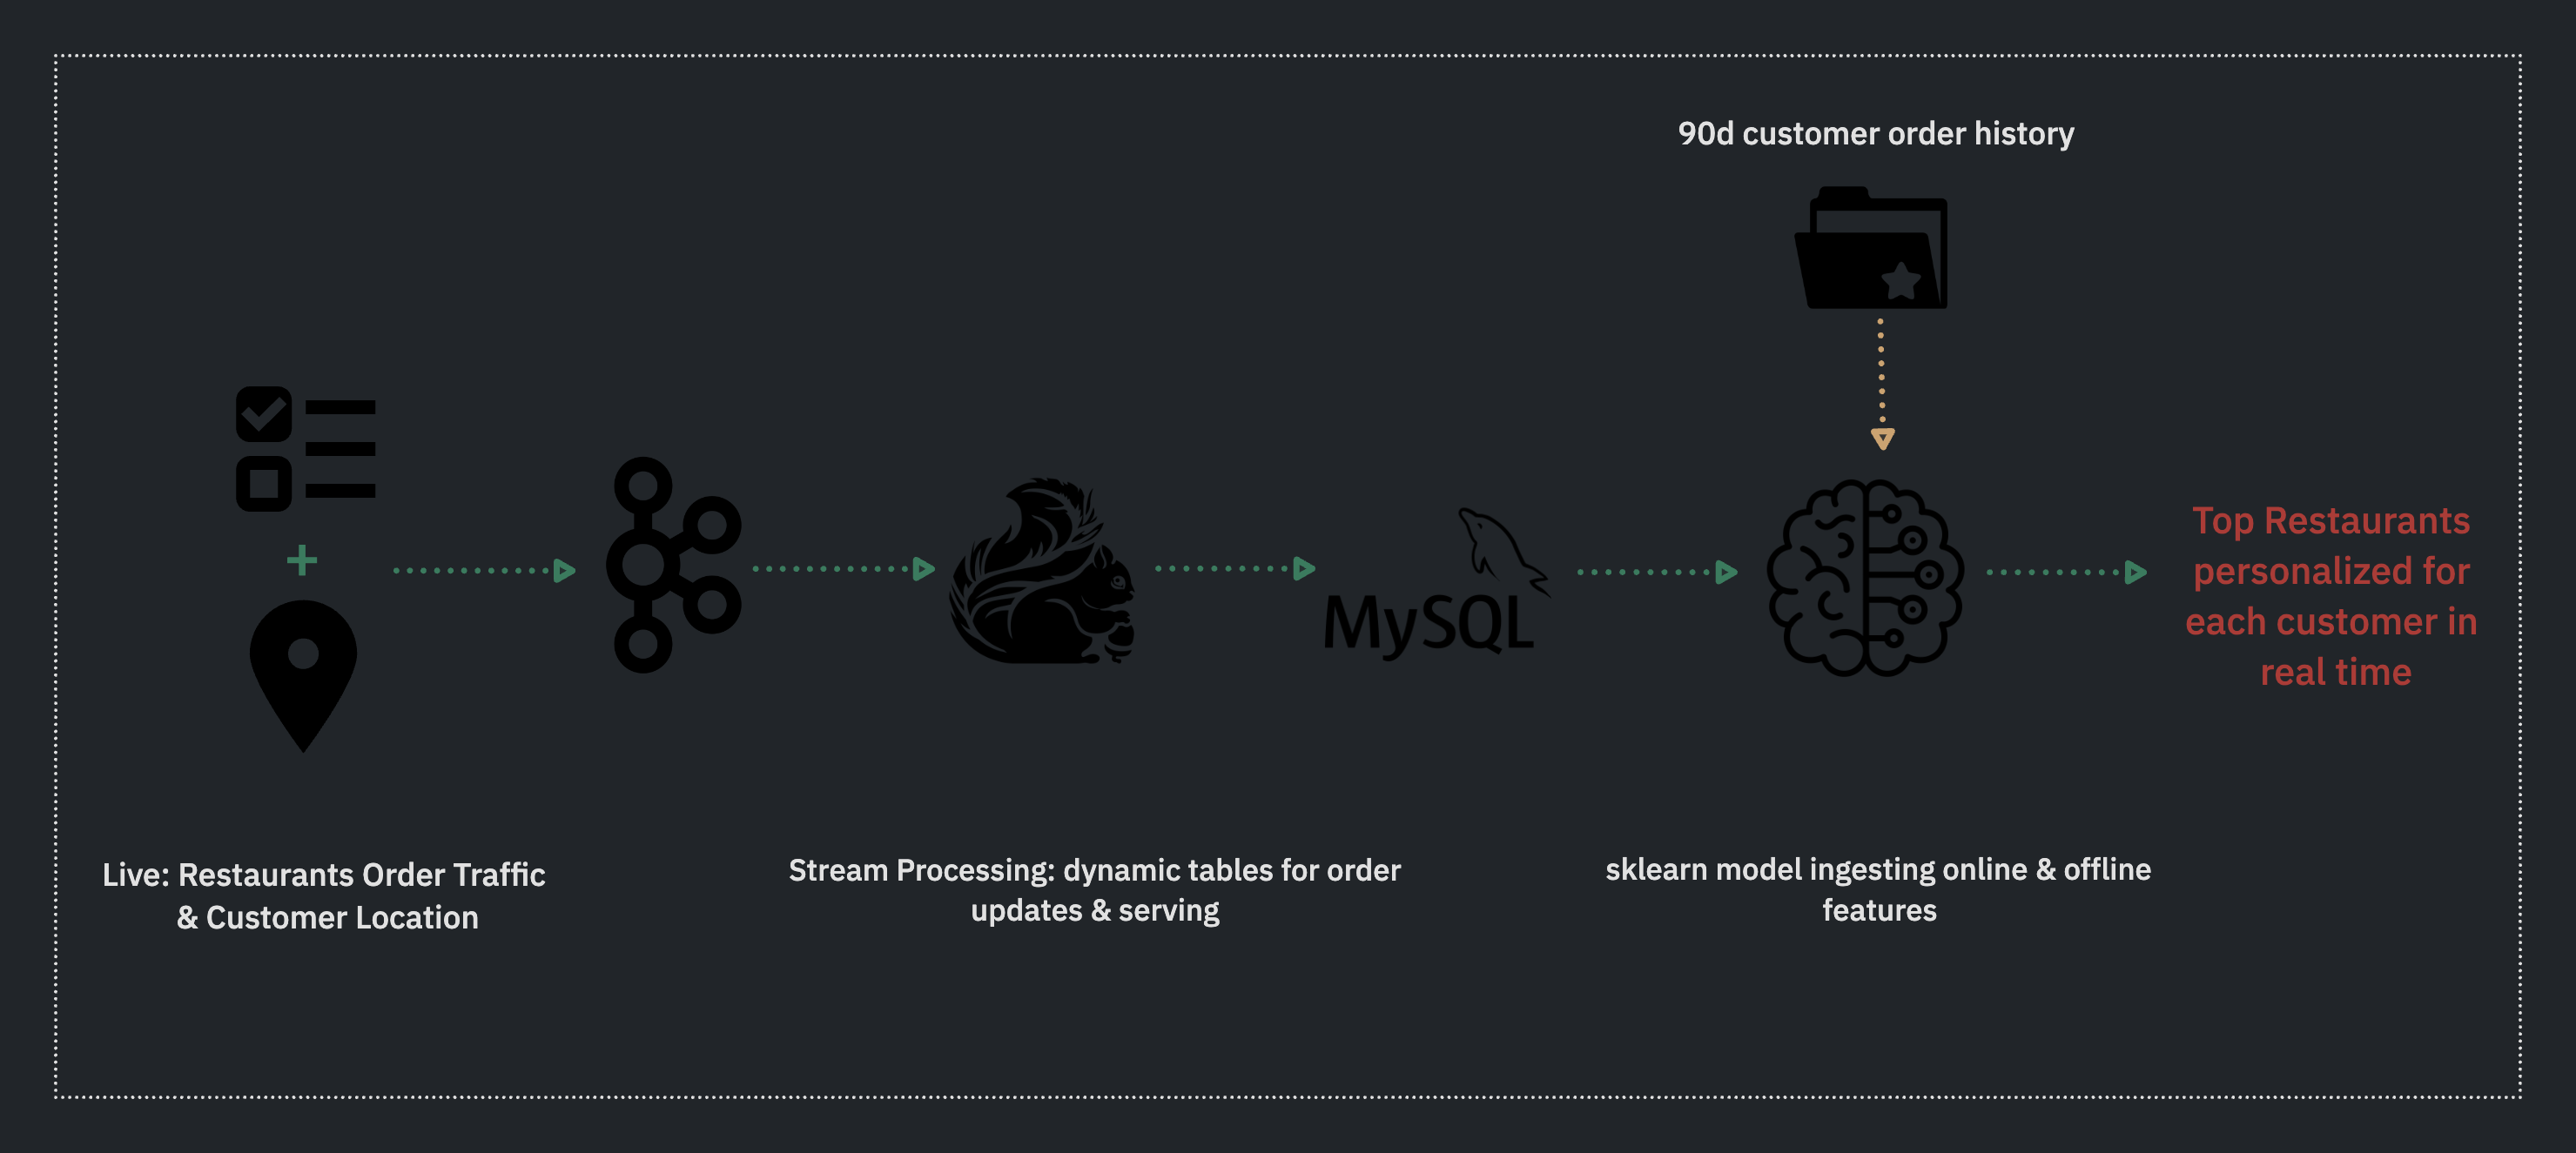 90d customer order history
+
MySQL
Top Restaurants
personalized for
each customer in
real time
Live: Restaurants Order Traffic
& Customer Location
Stream Processing: dynamic tables for order
updates & serving
sklearn model ingesting online & offline
features